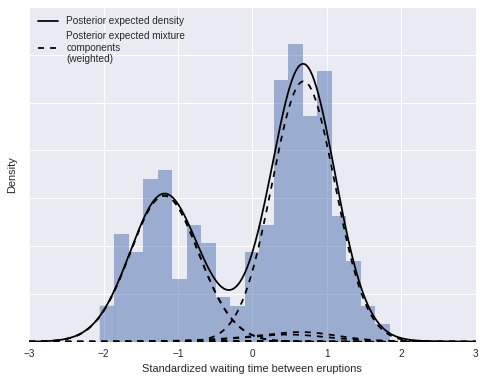 Posterior expected density
Posterior expected mixture
components
(weighted)
Density
−3 −2 −1 0 1 2 3
Standardized waiting time between eruptions